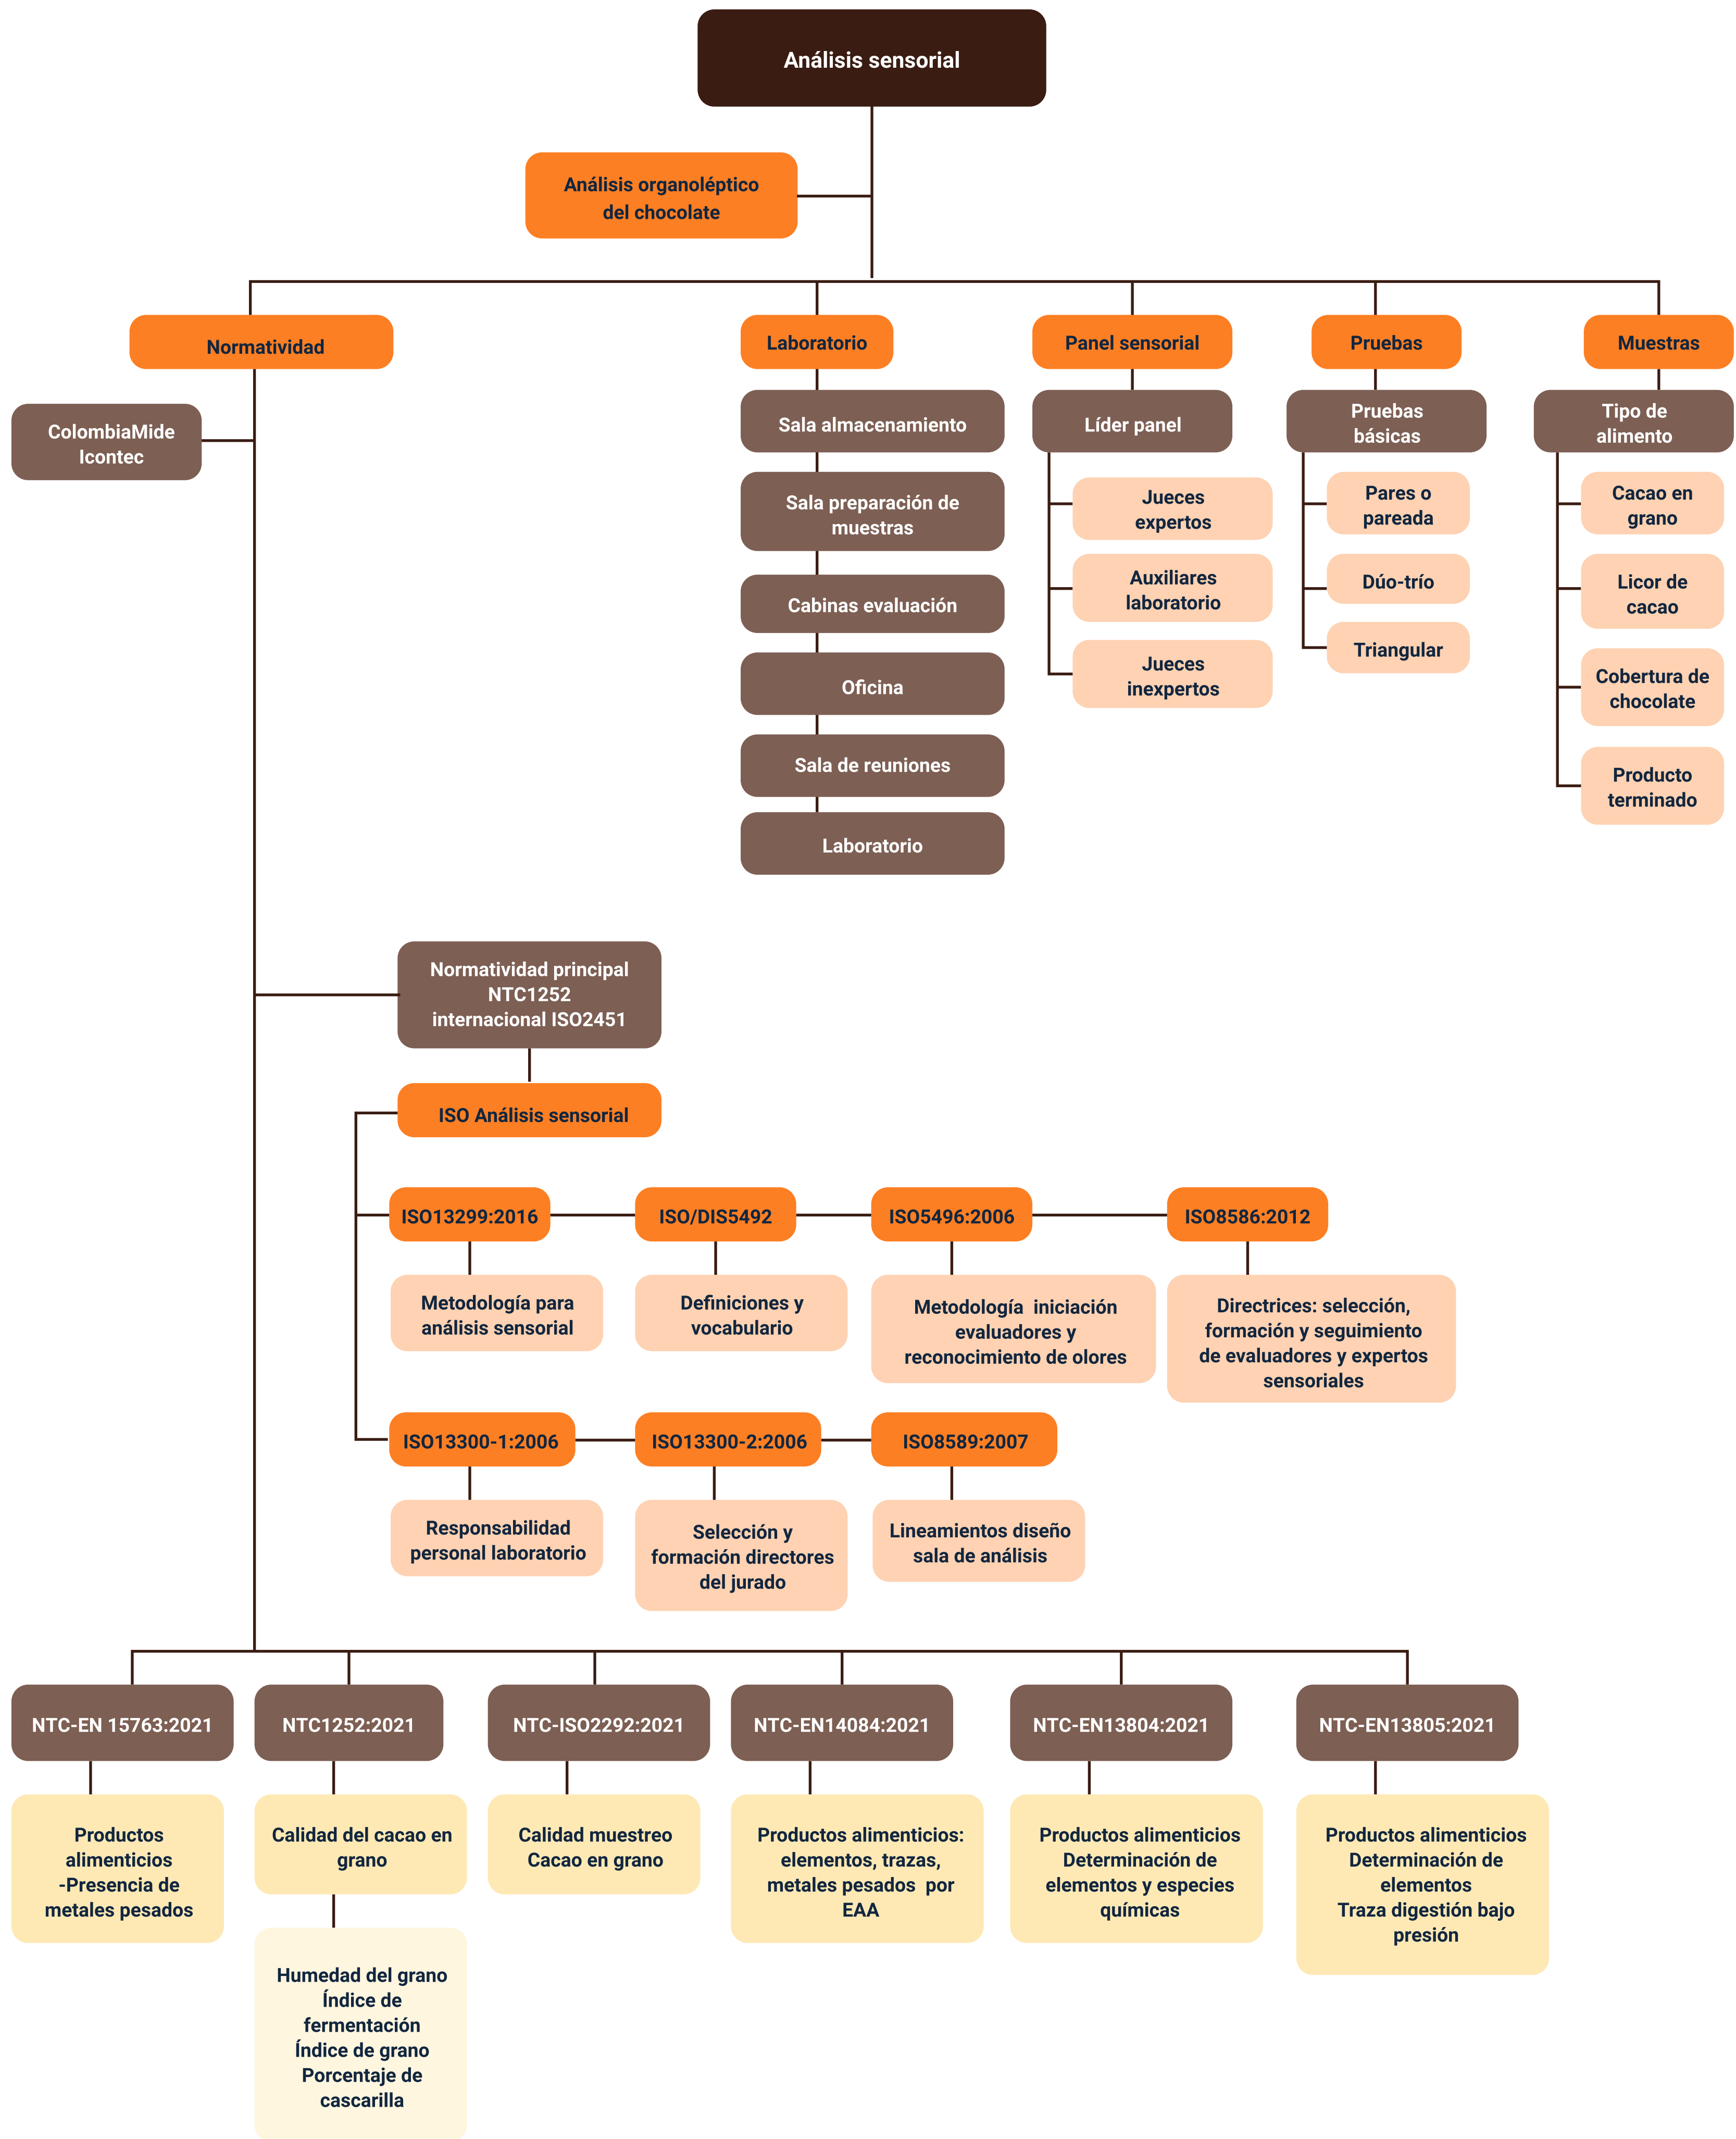 Análisis sensorial
Análisis organoléptico
del chocolate
Normatividad
ColombiaMide
Icontec
Laboratorio
Sala almacenamiento
Sala preparación de
muestras
Cabinas evaluación
Oficina
Sala de reuniones
Laboratorio
Panel sensorial
Líder panel
Jueces
expertos
Auxiliares
laboratorio
Jueces
inexpertos
Pruebas
Pruebas
básicas
Pares o
pareada
Dúo-trío
Triangular
Muestras
Tipo de
alimento
Cacao en
grano
Licor de
cacao
Cobertura de
chocolate
Producto
terminado
Normatividad principal
NTC1252
internacional ISO2451
ISO Análisis sensorial
ISO13299:2016
Metodología para
análisis sensorial
ISO/DIS5492
Definiciones y
vocabulario
ISO5496:2006
Metodología  iniciación
evaluadores y
reconocimiento de olores
ISO8586:2012
Directrices: selección,
formación y seguimiento
de evaluadores y expertos
sensoriales
ISO13300-1:2006
Responsabilidad
personal laboratorio
ISO13300-2:2006
Selección y
formación directores
del jurado
ISO8589:2007
Lineamientos diseño
sala de análisis
NTC-EN 15763:2021
Productos
alimenticios
-Presencia de
metales pesados
NTC1252:2021
Calidad del cacao en
grano
Humedad del grano
Índice de
fermentación
Índice de grano
Porcentaje de
cascarilla
NTC-ISO2292:2021
Calidad muestreo
Cacao en grano
NTC-EN14084:2021
Productos alimenticios:
elementos, trazas,
metales pesados  por
EAA
NTC-EN13804:2021
Productos alimenticios
Determinación de
elementos y especies
químicas
NTC-EN13805:2021
Productos alimenticios
Determinación de
elementos
Traza digestión bajo
presión